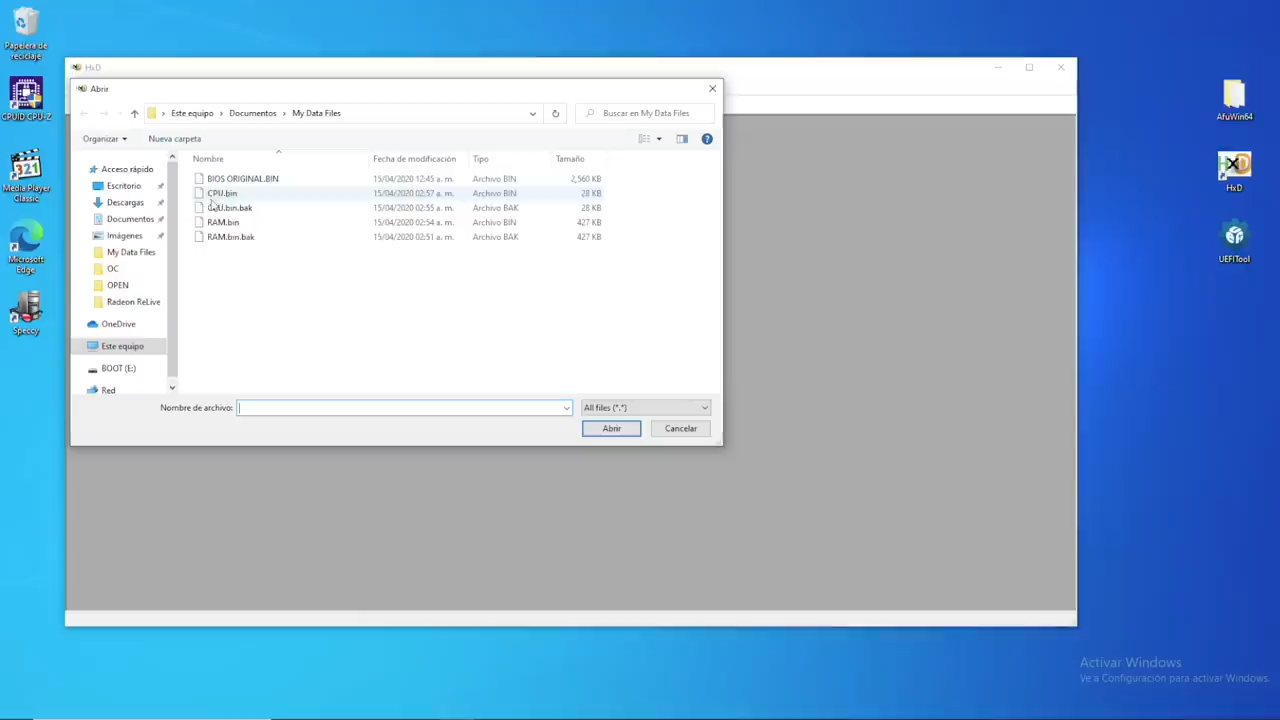 Papelera de
reciclaje
CPUID CPU-Z
Media Player
Classic
Microsoft
Edge
Speccy
HxD
Abrir
Este equipo > Documentos > My Data Files
Buscar en My Data Files
Organizar
Nueva carpeta
Acceso rápido
Escritorio
Descargas
Documentos
Imágenes
My Data Files
OC
OPEN
Radeon ReLive
OneDrive
Este equipo
BOOT (E:)
Red
Nombre Fecha de modificación Tipo Tamaño
BIOS ORIGINAL.BIN 15/04/2020 12:45 a. m. Archivo BIN 2,560 KB
CPU.bin 15/04/2020 02:57 a. m. Archivo BIN 28 KB
CPU.bin.bak 15/04/2020 02:55 a. m. Archivo BAK 28 KB
RAM.bin 15/04/2020 02:54 a. m. Archivo BIN 427 KB
RAM.bin.bak 15/04/2020 02:51 a. m. Archivo BAK 427 KB
Nombre de archivo:
All files (*.*)
Abrir
Cancelar
AfuWin64
HxD
UEFITool
Activar Windows
Ve a Configuración para activar Windows.